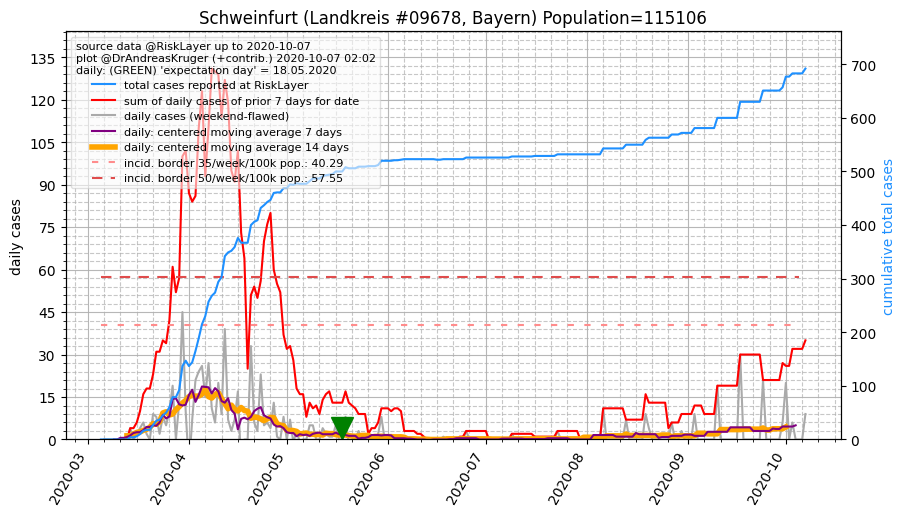 Schweinfurt (Landkreis #09678, Bayern) Population=115106
source data @RiskLayer up to 2020-10-07
plot @DrAndreasKruger (+contrib.) 2020-10-07 02:02
daily: (GREEN) 'expectation day' = 18.05.2020
total cases reported at RiskLayer
sum of daily cases of prior 7 days for date
daily cases (weekend-flawed)
daily: centered moving average 7 days
daily: centered moving average 14 days
incid. border 35/week/100k pop.: 40.29
incid. border 50/week/100k pop.: 57.55
daily cases
135
120
105
90
75
60
45
30
15
0
700
600
500
400
300
200
100
0
cumulative total cases
2020-03
2020-04
2020-05
2020-06
2020-07
2020-08
2020-09
2020-10